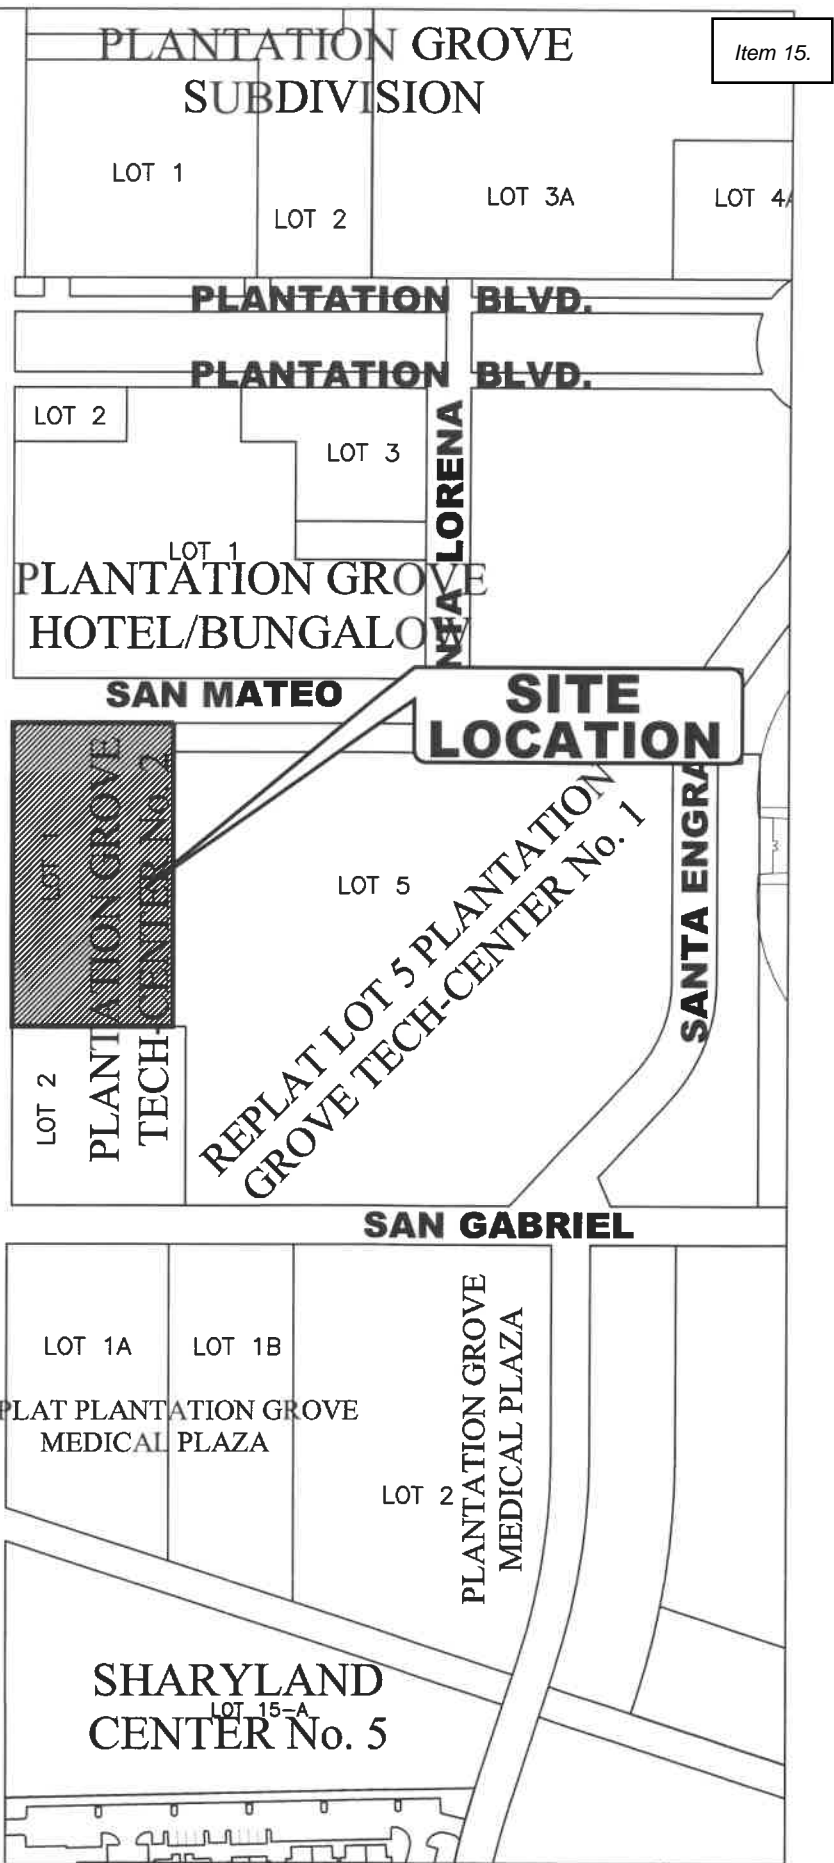 Item 15.
PLANTATION GROVE
SUBDIVISION
LOT 1
LOT 2
LOT 3A
LOT 4A
PLANTATION BLVD.
PLANTATION BLVD.
LOT 2
LOT 3
LORENA
LOT 1
PLANTATION GROVE
HOTEL/BUNGALOW
SAN MATEO
SITE
LOCATION
LOT 1
PLANTATION GROVE
TECH-CENTER No. 2
LOT 5
REPLAT LOT 5 PLANTATION
GROVE TECH-CENTER No. 1
SANTA ENGRA
LOT 2
SAN GABRIEL
LOT 1A
LOT 1B
PLAT PLANTATION GROVE
MEDICAL PLAZA
PLANTATION GROVE
MEDICAL PLAZA
LOT 2
SHARYLAND
LOT 15-A
CENTER No. 5